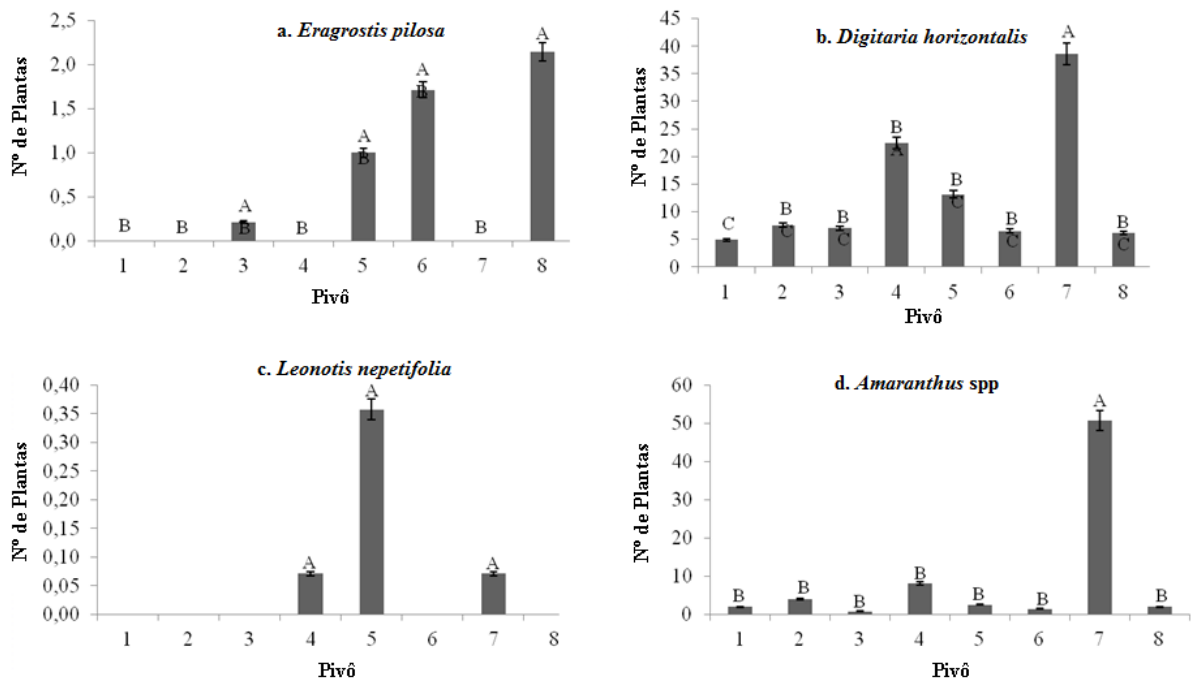 a. Eragrostis pilosa
Nº de Plantas
2,5
2,0
1,5
1,0
0,5
0,0
B
B
A
B
B
A
B
A
B
B
A
1 2 3 4 5 6 7 8
Pivô
b. Digitaria horizontalis
Nº de Plantas
45
40
35
30
25
20
15
10
5
0
C
B
C
B
C
B
A
B
C
B
C
A
B
C
1 2 3 4 5 6 7 8
Pivô
c. Leonotis nepetifolia
Nº de Plantas
0,40
0,35
0,30
0,25
0,20
0,15
0,10
0,05
0,00
A
A
A
1 2 3 4 5 6 7 8
Pivô
d. Amaranthus spp
Nº de Plantas
60
50
40
30
20
10
0
B
B
B
B
B
B
A
B
1 2 3 4 5 6 7 8
Pivô